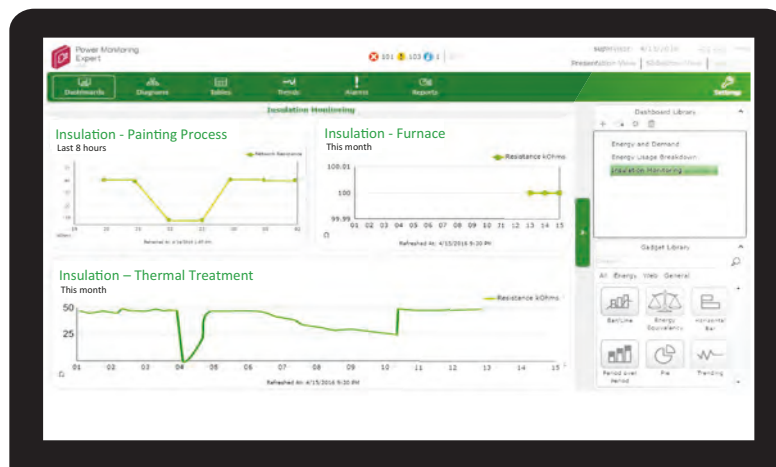 Power Monitoring
Expert
101 103 1
4/15/2016
Presentation View | Slideshow View |
Dashboards Diagrams Tables Trends Alarms Reports Settings
Insulation Monitoring
Insulation - Painting Process
Last 8 hours
Insulation - Furnace
This month
Resistance kOhms
100.01
100
99.99
01 02 03 04 05 06 07 08 09 10 11 12 13 14 15
Refreshed At: 4/15/2016 9:20 PM
Insulation – Thermal Treatment
This month
Resistance kOhms
50
25
Ω
01 02 03 04 05 06 07 08 09 10 11 12 13 14 15
Refreshed At: 4/15/2016 9:20 PM
Dashboard Library
Energy and Demand
Energy Usage Breakdown
Insulation Monitoring
Gadget Library
All Energy Web General
Bar/Line
Energy
Equivalency
Horizontal
Bar
Period over
Period
Pie
Trending